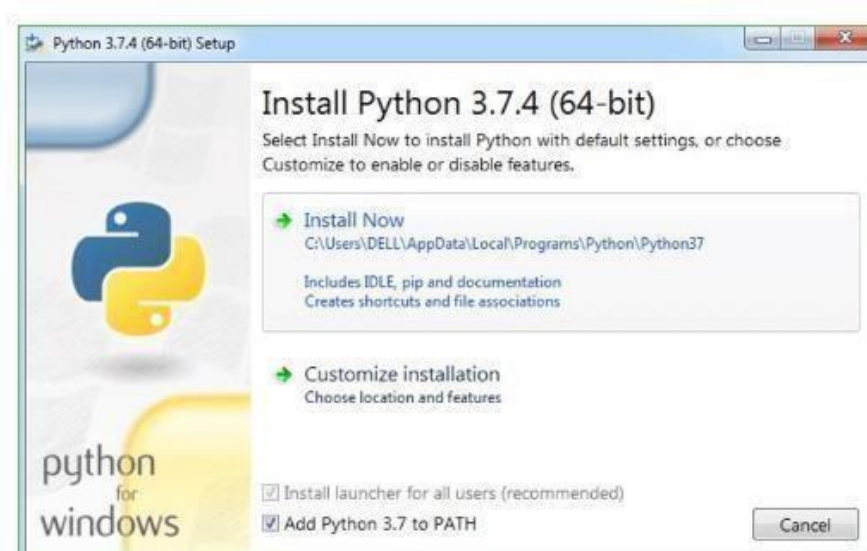 Python 3.7.4 (64-bit) Setup
Install Python 3.7.4 (64-bit)
Select Install Now to install Python with default settings, or choose
Customize to enable or disable features.
Install Now
C:\Users\DELL\AppData\Local\Programs\Python\Python37
Includes IDLE, pip and documentation
Creates shortcuts and file associations
Customize installation
Choose location and features
python
for
windows
Install launcher for all users (recommended)
Add Python 3.7 to PATH
Cancel